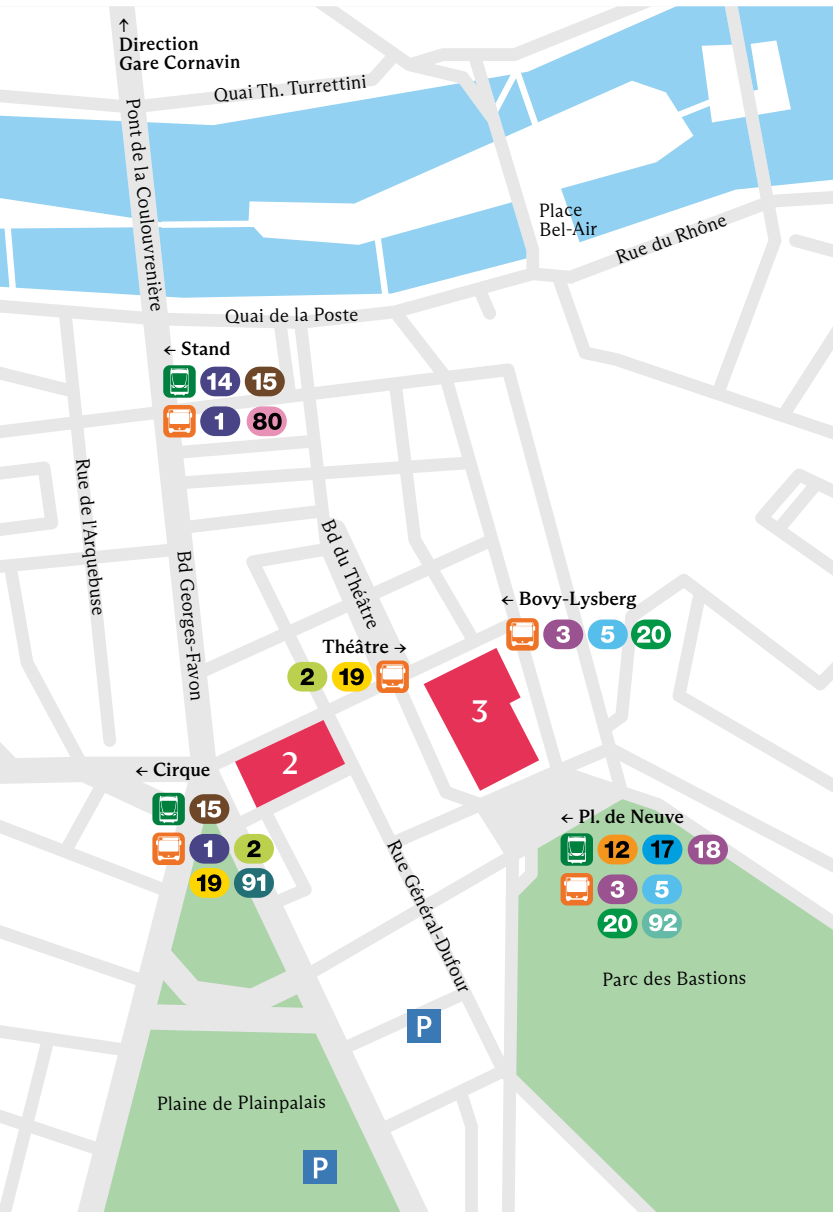 ↑
Direction
Gare Cornavin
Quai Th. Turrettini
Pont de la Coulouvrenière
Place
Bel-Air
Rue du Rhône
Quai de la Poste
← Stand
14 15
1 80
Rue de l'Arquebuse
Bd Georges-Favon
Bd du Théâtre
← Bovy-Lysberg
3 5 20
Théâtre →
2 19
3
2
← Cirque
15
1 2
19 91
← Pl. de Neuve
12 17 18
3 5
20 92
Rue Général-Dufour
Parc des Bastions
P
Plaine de Plainpalais
P